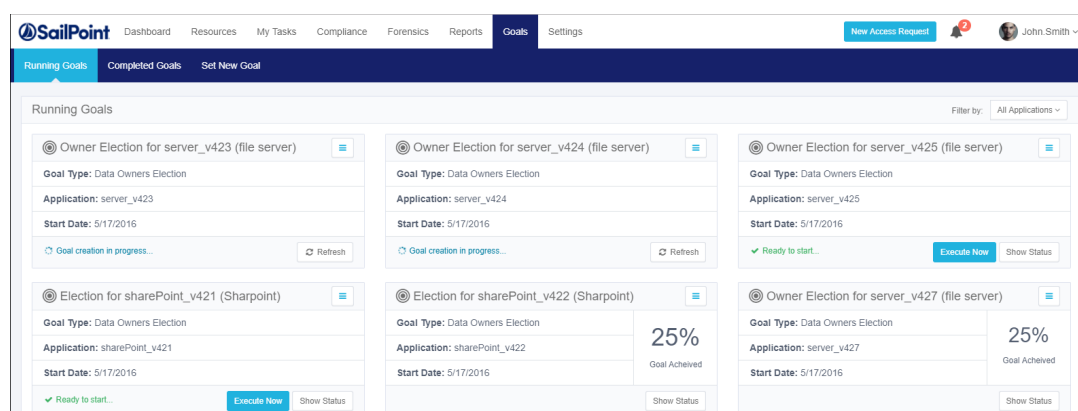 SailPoint Dashboard Resources My Tasks Compliance Forensics Reports Goals Settings New Access Request 2 John.Smith
Running Goals Completed Goals Set New Goal
Running Goals Filter by: All Applications
Owner Election for server_v423 (file server)
Goal Type: Data Owners Election
Application: server_v423
Start Date: 5/17/2016
Goal creation in progress... Refresh
Owner Election for server_v424 (file server)
Goal Type: Data Owners Election
Application: server_v424
Start Date: 5/17/2016
Goal creation in progress... Refresh
Owner Election for server_v425 (file server)
Goal Type: Data Owners Election
Application: server_v425
Start Date: 5/17/2016
Ready to start... Execute Now Show Status
Election for sharePoint_v421 (Sharpoint)
Goal Type: Data Owners Election
Application: sharePoint_v421
Start Date: 5/17/2016
Ready to start... Execute Now Show Status
Election for sharePoint_v422 (Sharpoint)
Goal Type: Data Owners Election
Application: sharePoint_v422
Start Date: 5/17/2016
25%
Goal Acheived
Show Status
Owner Election for server_v427 (file server)
Goal Type: Data Owners Election
Application: server_v427
Start Date: 5/17/2016
25%
Goal Acheived
Show Status